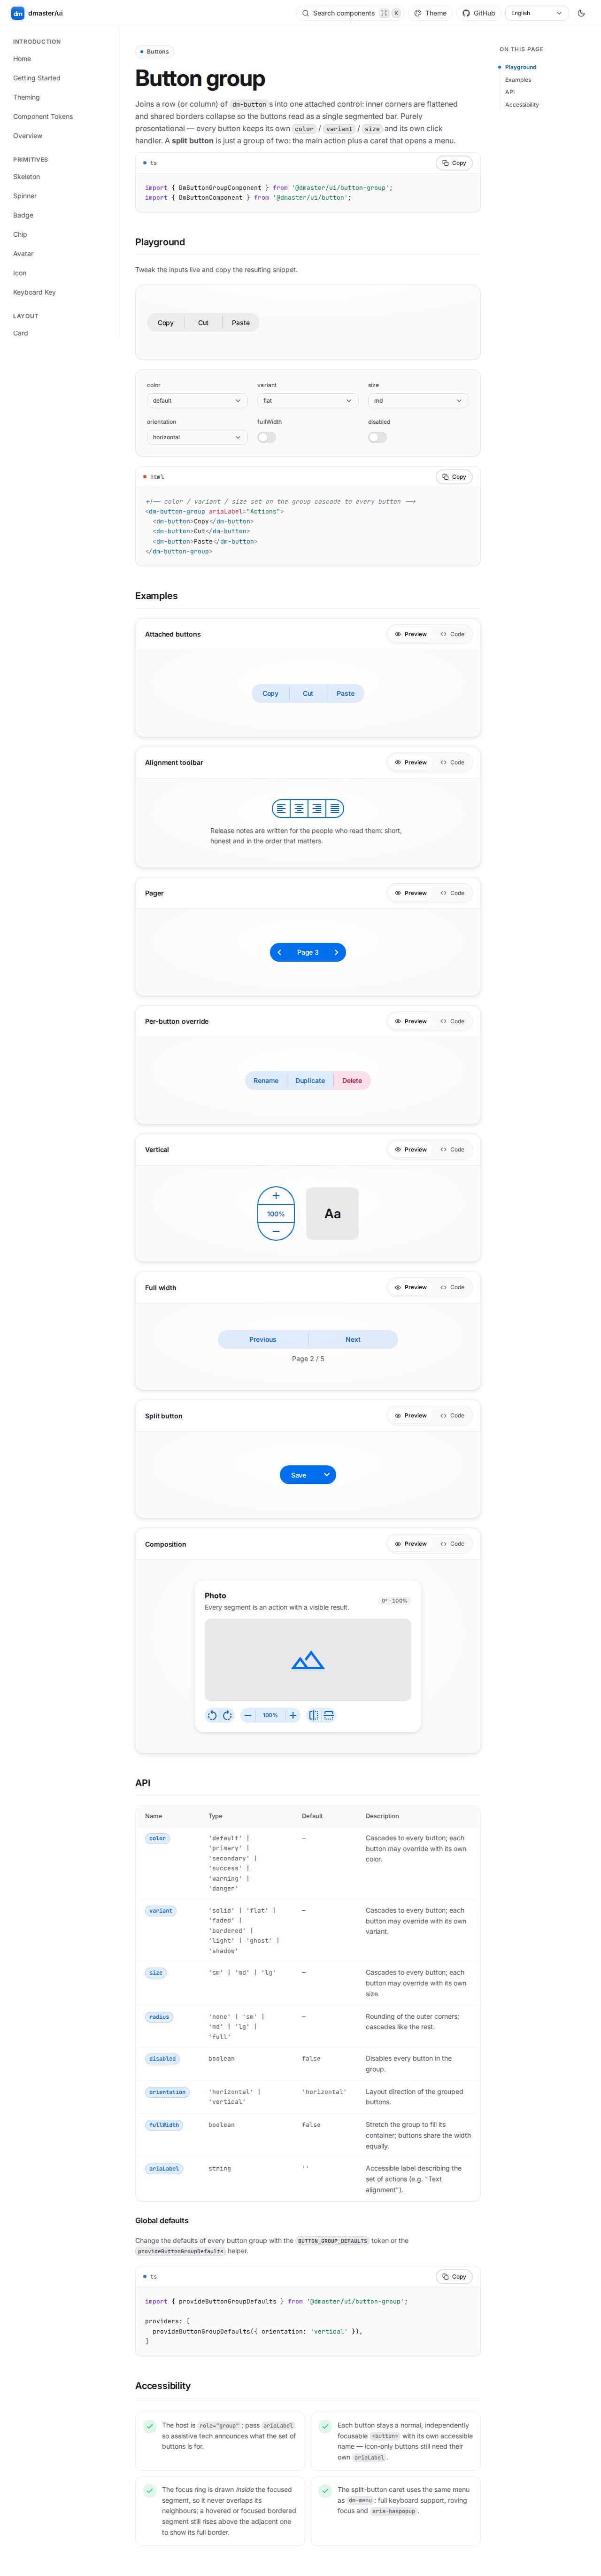 dm dmaster/ui
Search components ⌘ K
Theme
GitHub
English
INTRODUCTION
Home
Getting Started
Theming
Component Tokens
Overview
PRIMITIVES
Skeleton
Spinner
Badge
Chip
Avatar
Icon
Keyboard Key
LAYOUT
Card
ON THIS PAGE
Playground
Examples
API
Accessibility
Buttons
Button group
Joins a row (or column) of dm-button s into one attached control: inner corners are flattened
and shared borders collapse so the buttons read as a single segmented bar. Purely
presentational — every button keeps its own color / variant / size and its own click
handler. A split button is just a group of two: the main action plus a caret that opens a menu.
ts
Copy
import { DmButtonGroupComponent } from '@dmaster/ui/button-group';
import { DmButtonComponent } from '@dmaster/ui/button';
Playground
Tweak the inputs live and copy the resulting snippet.
Copy Cut Paste
color variant size
default flat md
orientation fullWidth disabled
horizontal
html
Copy
<!-- color / variant / size set on the group cascade to every button -->
<dm-button-group ariaLabel="Actions">
<dm-button>Copy</dm-button>
<dm-button>Cut</dm-button>
<dm-button>Paste</dm-button>
</dm-button-group>
Examples
Attached buttons
Preview Code
Copy Cut Paste
Alignment toolbar
Preview Code
Release notes are written for the people who read them: short,
honest and in the order that matters.
Pager
Preview Code
Page 3
Per-button override
Preview Code
Rename Duplicate Delete
Vertical
Preview Code
100%
Aa
Full width
Preview Code
Previous Next
Page 2 / 5
Split button
Preview Code
Save
Composition
Preview Code
Photo
Every segment is an action with a visible result.
0° · 100%
100%
API
Name Type Default Description
color 'default' | 'primary' | 'secondary' | 'success' | 'warning' | 'danger' — Cascades to every button; each button may override with its own color.
variant 'solid' | 'flat' | 'faded' | 'bordered' | 'light' | 'ghost' | 'shadow' — Cascades to every button; each button may override with its own variant.
size 'sm' | 'md' | 'lg' — Cascades to every button; each button may override with its own size.
radius 'none' | 'sm' | 'md' | 'lg' | 'full' — Rounding of the outer corners; cascades like the rest.
disabled boolean false Disables every button in the group.
orientation 'horizontal' | 'vertical' 'horizontal' Layout direction of the grouped buttons.
fullWidth boolean false Stretch the group to fill its container; buttons share the width equally.
ariaLabel string '' Accessible label describing the set of actions (e.g. "Text alignment").
Global defaults
Change the defaults of every button group with the BUTTON_GROUP_DEFAULTS token or the
provideButtonGroupDefaults helper.
ts
Copy
import { provideButtonGroupDefaults } from '@dmaster/ui/button-group';
providers: [
provideButtonGroupDefaults({ orientation: 'vertical' }),
]
Accessibility
The host is role="group"; pass ariaLabel
so assistive tech announces what the set of
buttons is for.
Each button stays a normal, independently
focusable <button> with its own accessible
name — icon-only buttons still need their
own ariaLabel.
The focus ring is drawn inside the focused
segment, so it never overlaps its
neighbours; a hovered or focused bordered
segment still rises above the adjacent one
to show its full border.
The split-button caret uses the same menu
as dm-menu: full keyboard support, roving
focus and aria-haspopup.